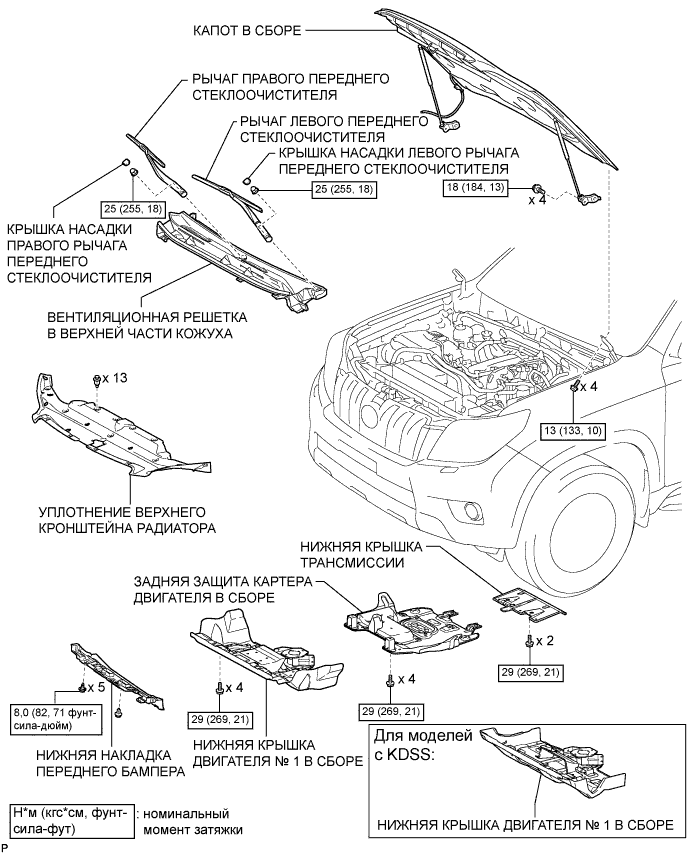 КАПОТ В СБОРЕ
РЫЧАГ ПРАВОГО ПЕРЕДНЕГО
СТЕКЛООЧИСТИТЕЛЯ
РЫЧАГ ЛЕВОГО ПЕРЕДНЕГО
СТЕКЛООЧИСТИТЕЛЯ
КРЫШКА НАСАДКИ ЛЕВОГО РЫЧАГА
ПЕРЕДНЕГО СТЕКЛООЧИСТИТЕЛЯ
25 (255, 18)
18 (184, 13)
x 4
25 (255, 18)
КРЫШКА НАСАДКИ
ПРАВОГО РЫЧАГА
ПЕРЕДНЕГО
СТЕКЛООЧИСТИТЕЛЯ
ВЕНТИЛЯЦИОННАЯ РЕШЕТКА
В ВЕРХНЕЙ ЧАСТИ КОЖУХА
x 13
x 4
13 (133, 10)
УПЛОТНЕНИЕ ВЕРХНЕГО
КРОНШТЕЙНА РАДИАТОРА
НИЖНЯЯ КРЫШКА
ТРАНСМИССИИ
ЗАДНЯЯ ЗАЩИТА КАРТЕРА
ДВИГАТЕЛЯ В СБОРЕ
x 2
29 (269, 21)
x 5
x 4
x 4
8,0 (82, 71 фунт-
сила-дюйм)
29 (269, 21)
29 (269, 21)
НИЖНЯЯ НАКЛАДКА
ПЕРЕДНЕГО БАМПЕРА
НИЖНЯЯ КРЫШКА
ДВИГАТЕЛЯ № 1 В СБОРЕ
Для моделей
с KDSS:
НИЖНЯЯ КРЫШКА ДВИГАТЕЛЯ № 1 В СБОРЕ
Н*м (кгс*см, фунт-
сила-фут)
: номинальный
момент затяжки
P